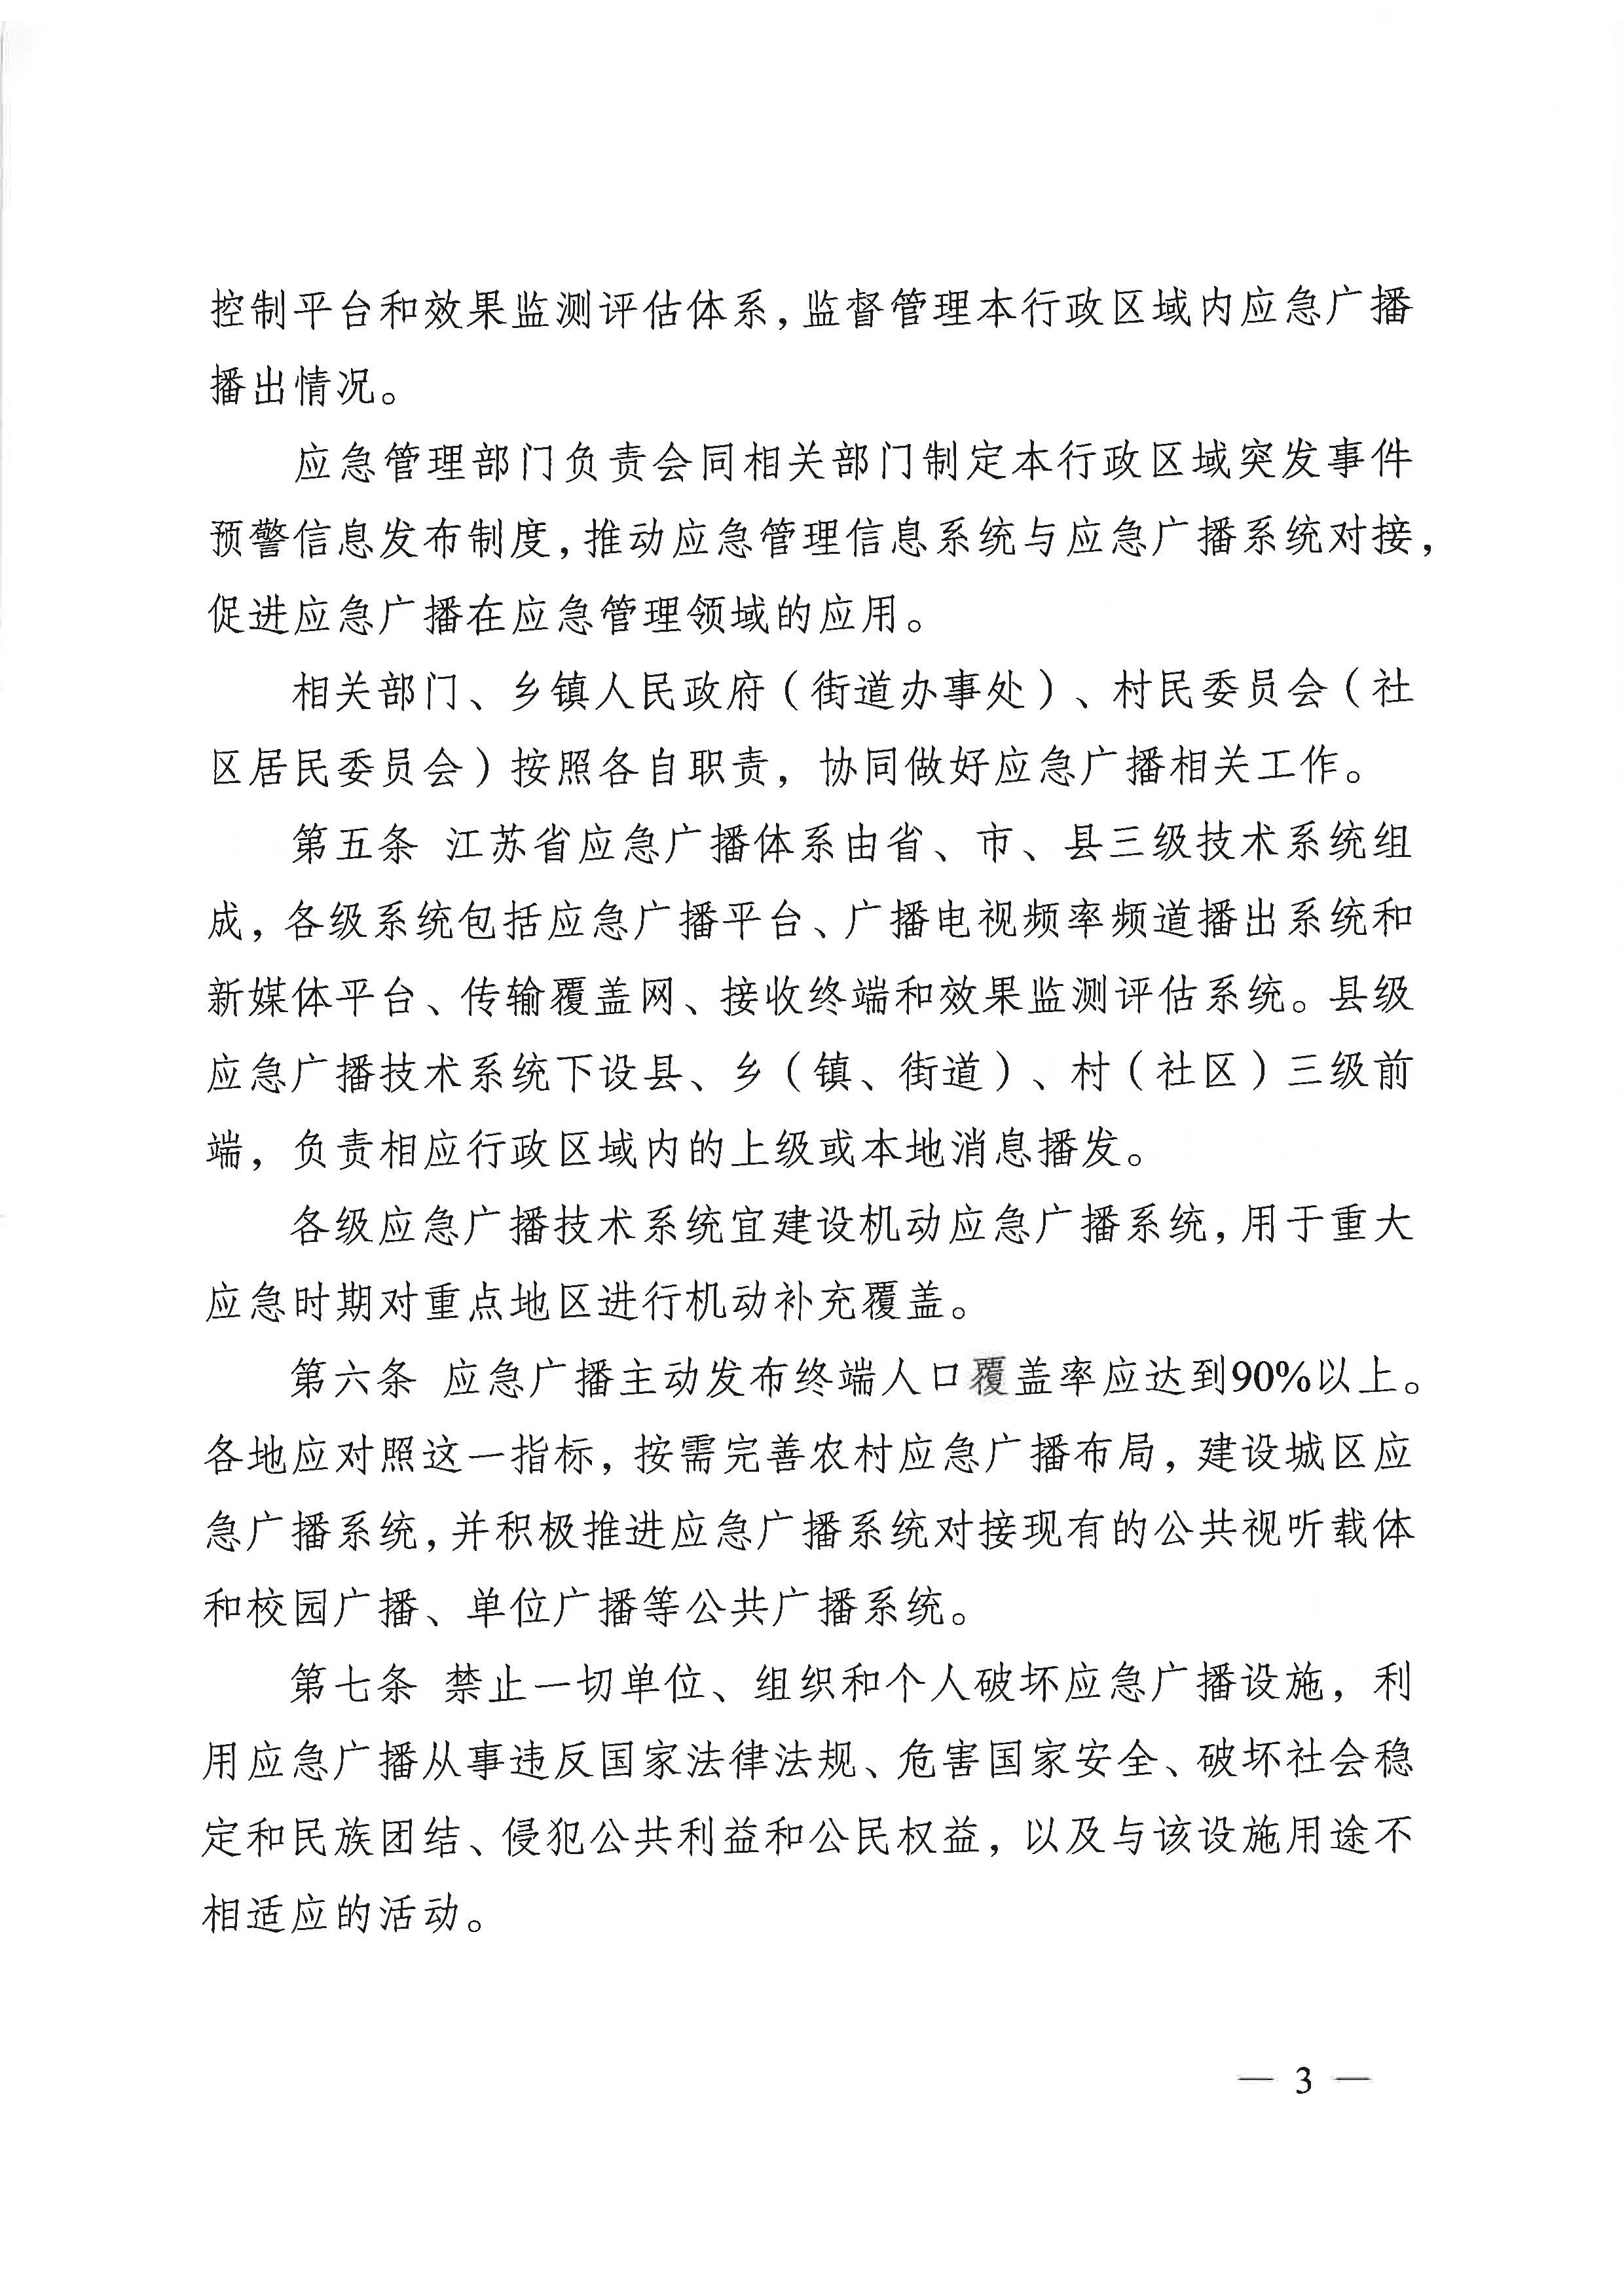 控制平台和效果监测评估体系，监督管理本行政区域内应急广播
播出情况。
应急管理部门负责会同相关部门制定本行政区域突发事件
预警信息发布制度，推动应急管理信息系统与应急广播系统对接，
促进应急广播在应急管理领域的应用。
相关部门、乡镇人民政府（街道办事处）、村民委员会（社
区居民委员会）按照各自职责，协同做好应急广播相关工作。
第五条 江苏省应急广播体系由省、市、县三级技术系统组
成，各级系统包括应急广播平台、广播电视频率频道播出系统和
新媒体平台、传输覆盖网、接收终端和效果监测评估系统。县级
应急广播技术系统下设县、乡（镇、街道）、村（社区）三级前
端，负责相应行政区域内的上级或本地消息播发。
各级应急广播技术系统宜建设机动应急广播系统，用于重大
应急时期对重点地区进行机动补充覆盖。
第六条 应急广播主动发布终端人口覆盖率应达到90%以上。
各地应对照这一指标，按需完善农村应急广播布局，建设城区应
急广播系统，并积极推进应急广播系统对接现有的公共视听载体
和校园广播、单位广播等公共广播系统。
第七条 禁止一切单位、组织和个人破坏应急广播设施，利
用应急广播从事违反国家法律法规、危害国家安全、破坏社会稳
定和民族团结、侵犯公共利益和公民权益，以及与该设施用途不
相适应的活动。
— 3 —